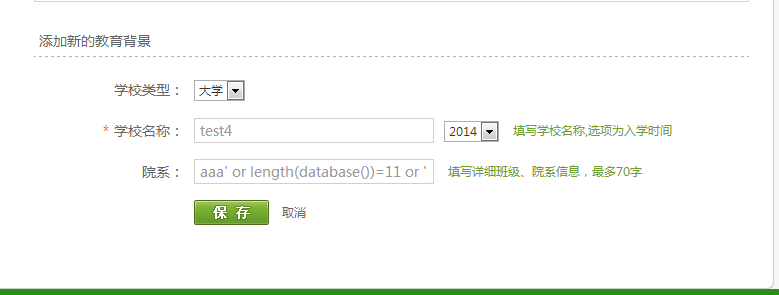 添加新的教育背景
学校类型： 大学
* 学校名称： test4 2014 填写学校名称,选项为入学时间
院系： aaa' or length(database())=11 or ' 填写详细班级、院系信息，最多70字
保 存 取消